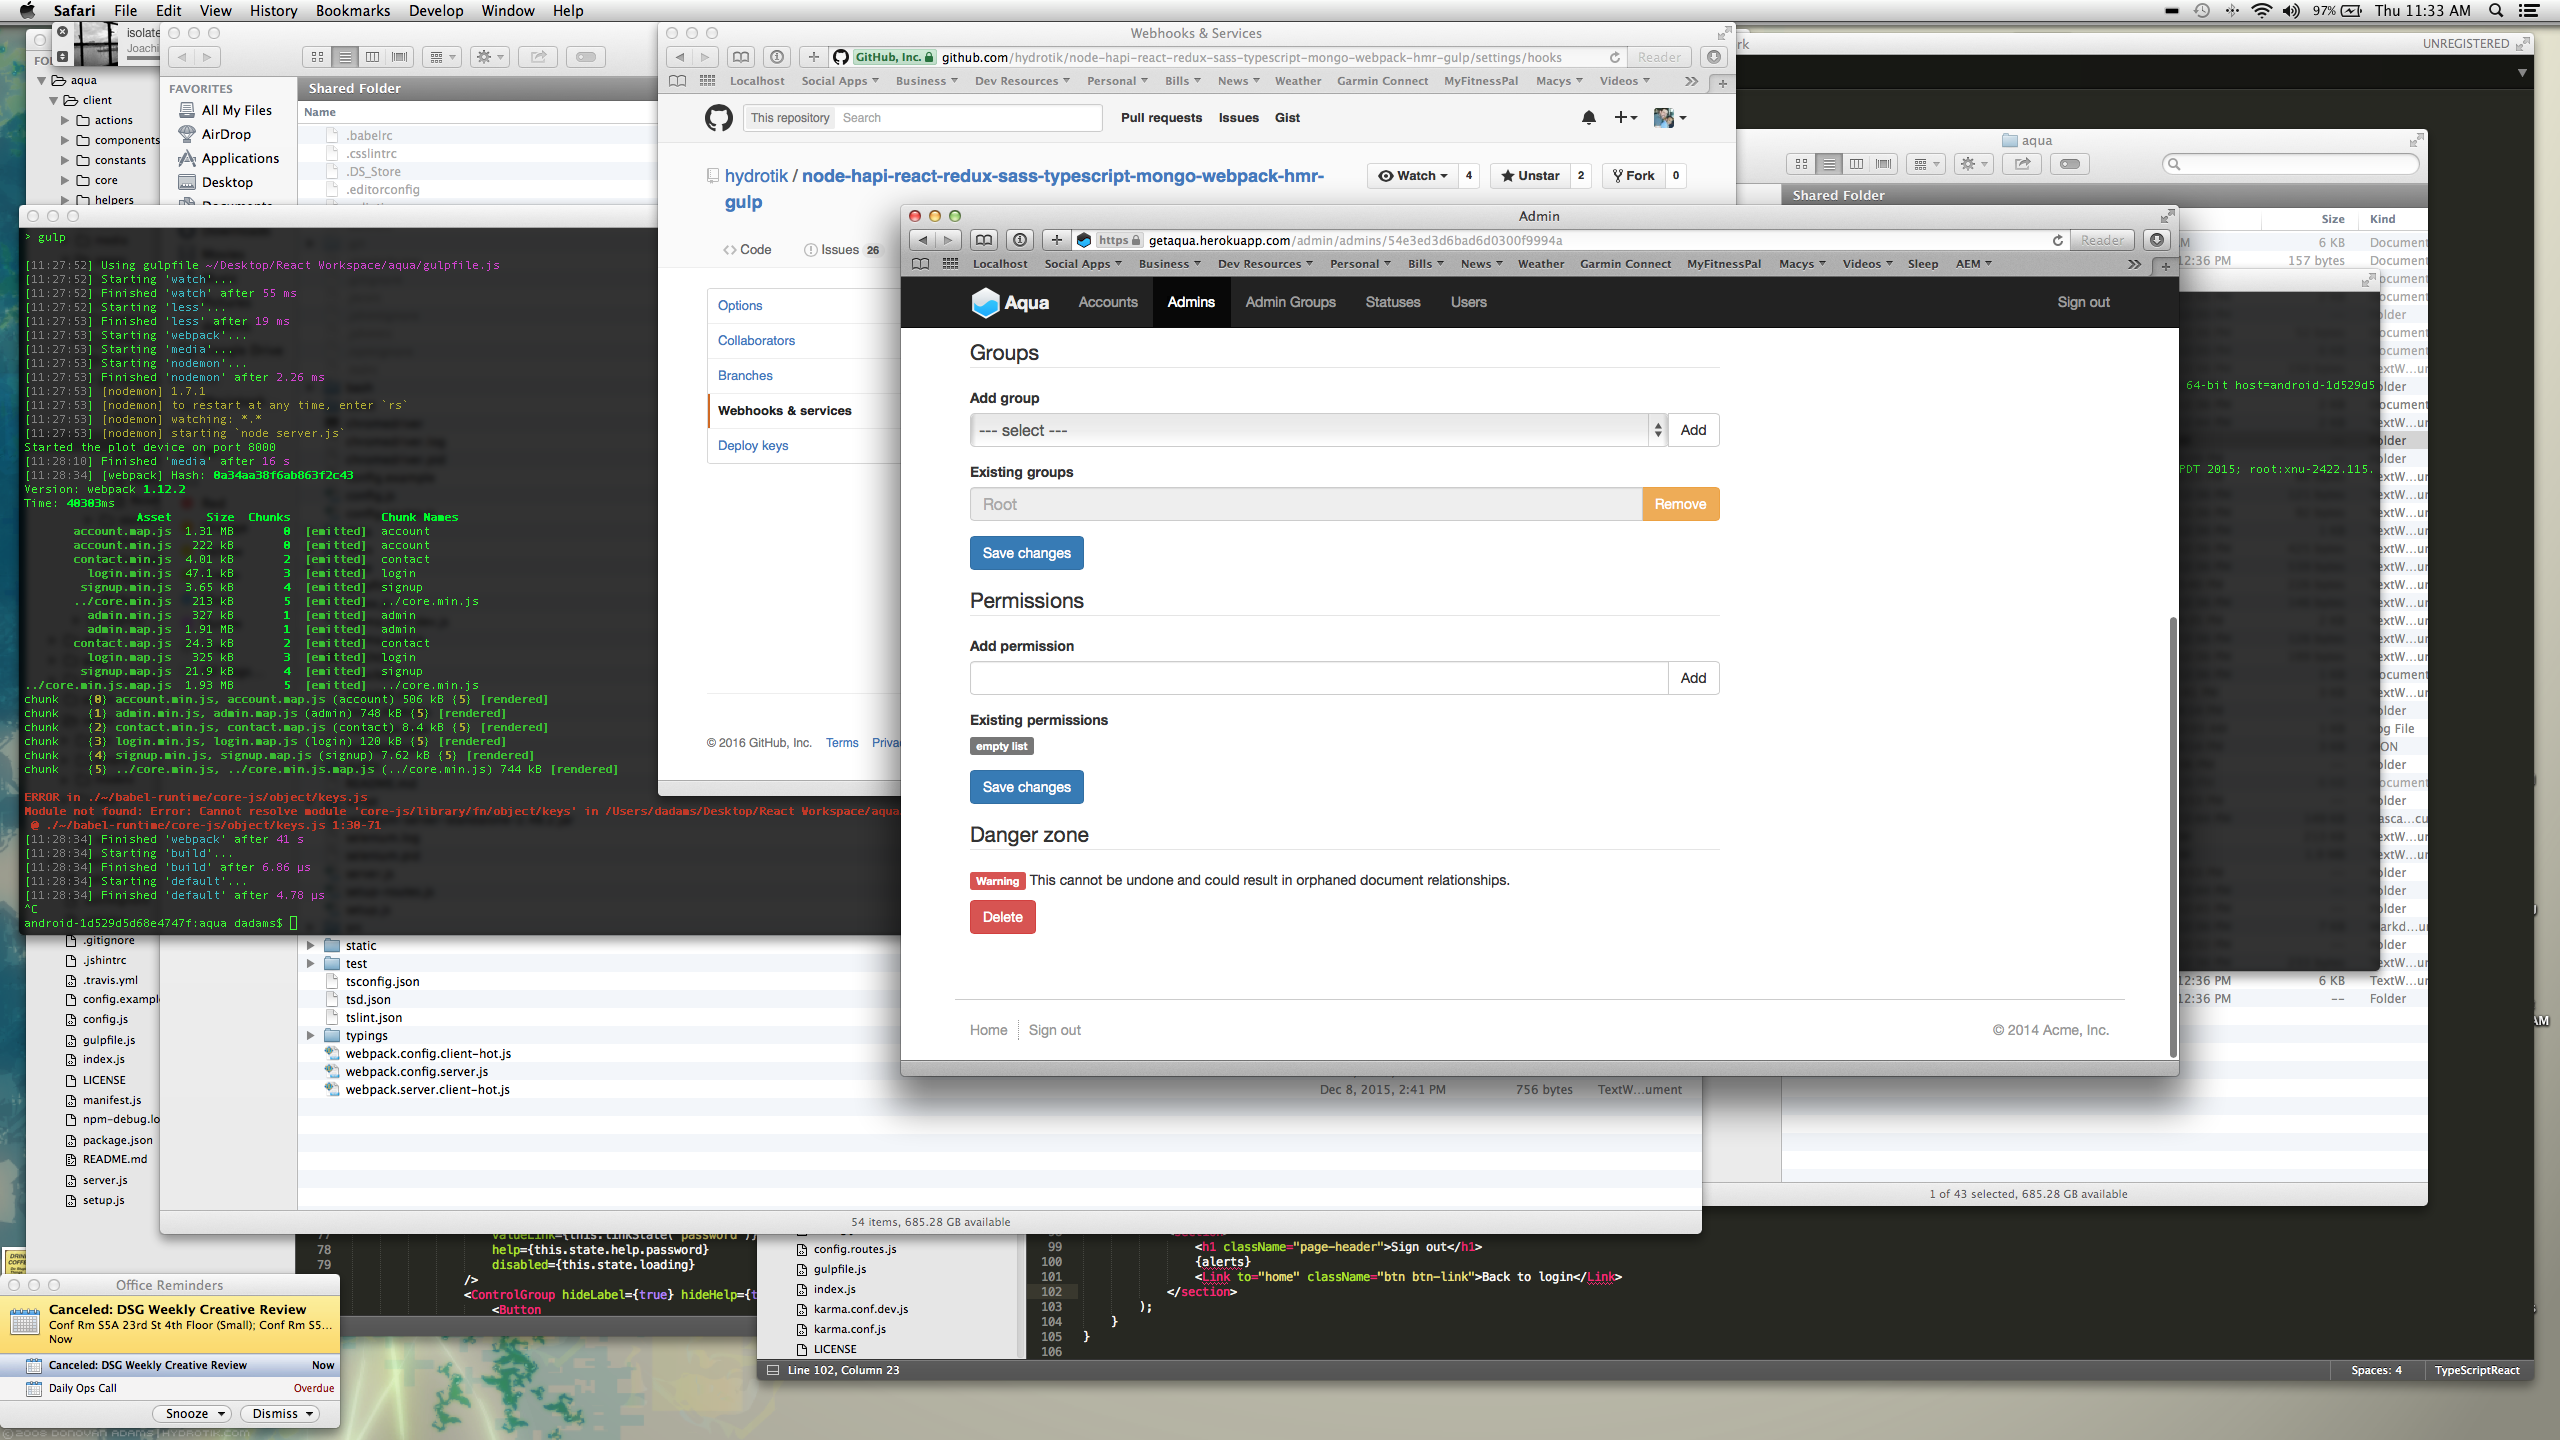 Safari File Edit View History Bookmarks Develop Window Help
97% Thu 11:33 AM
isolate
Joachi
aqua
client
actions
components
constants
core
helpers
FAVORITES
All My Files
AirDrop
Applications
Desktop
Shared Folder
Name
.babelrc
.csslintrc
.DS_Store
.editorconfig
Webhooks & Services
GitHub, Inc. github.com/hydrotik/node-hapi-react-redux-sass-typescript-mongo-webpack-hmr-gulp/settings/hooks Reader
Localhost Social Apps Business Dev Resources Personal Bills News Weather Garmin Connect MyFitnessPal Macys Videos
This repository Search Pull requests Issues Gist
hydrotik / node-hapi-react-redux-sass-typescript-mongo-webpack-hmr-
gulp
Watch 4 Unstar 2 Fork 0
Code Issues 26
Options
Collaborators
Branches
Webhooks & services
Deploy keys
© 2016 GitHub, Inc. Terms Priva
UNREGISTERED
aqua
Shared Folder
Size Kind
6 KB Document
12:36 PM 157 bytes Document
64-bit host=android-1d529d5
PDT 2015; root:xnu-2422.115.
12:36 PM 6 KB TextW...ur
12:36 PM -- Folder
1 of 43 selected, 685.28 GB available
> gulp
[11:27:52] Using gulpfile ~/Desktop/React Workspace/aqua/gulpfile.js
[11:27:52] Starting 'watch'...
[11:27:52] Finished 'watch' after 55 ms
[11:27:52] Starting 'less'...
[11:27:53] Finished 'less' after 19 ms
[11:27:53] Starting 'webpack'...
[11:27:53] Starting 'media'...
[11:27:53] Starting 'nodemon'...
[11:27:53] Finished 'nodemon' after 2.26 ms
[11:27:53] [nodemon] 1.7.1
[11:27:53] [nodemon] to restart at any time, enter `rs`
[11:27:53] [nodemon] watching: *.*
[11:27:53] [nodemon] starting `node server.js`
Started the plot device on port 8000
[11:28:10] Finished 'media' after 16 s
[11:28:34] [webpack] Hash: 0a34aa38f6ab863f2c43
Version: webpack 1.12.2
Time: 40303ms
Asset Size Chunks Chunk Names
account.map.js 1.31 MB 0 [emitted] account
account.min.js 222 kB 0 [emitted] account
contact.min.js 4.01 kB 2 [emitted] contact
login.min.js 47.1 kB 3 [emitted] login
signup.min.js 3.65 kB 4 [emitted] signup
../core.min.js 213 kB 5 [emitted] ../core.min.js
admin.min.js 327 kB 1 [emitted] admin
admin.map.js 1.91 MB 1 [emitted] admin
contact.map.js 24.3 kB 2 [emitted] contact
login.map.js 325 kB 3 [emitted] login
signup.map.js 21.9 kB 4 [emitted] signup
../core.min.js.map.js 1.93 MB 5 [emitted] ../core.min.js
chunk {0} account.min.js, account.map.js (account) 506 kB {5} [rendered]
chunk {1} admin.min.js, admin.map.js (admin) 748 kB {5} [rendered]
chunk {2} contact.min.js, contact.map.js (contact) 8.4 kB {5} [rendered]
chunk {3} login.min.js, login.map.js (login) 120 kB {5} [rendered]
chunk {4} signup.min.js, signup.map.js (signup) 7.62 kB {5} [rendered]
chunk {5} ../core.min.js, ../core.min.js.map.js (../core.min.js) 744 kB [rendered]
ERROR in ./~/babel-runtime/core-js/object/keys.js
Module not found: Error: Cannot resolve module 'core-js/library/fn/object/keys' in /Users/dadams/Desktop/React Workspace/aqua
@ ./~/babel-runtime/core-js/object/keys.js 1:30-71
[11:28:34] Finished 'webpack' after 41 s
[11:28:34] Starting 'build'...
[11:28:34] Finished 'build' after 6.86 μs
[11:28:34] Starting 'default'...
[11:28:34] Finished 'default' after 4.78 μs
^C
android-1d529d5d68e4747f:aqua dadams$
Admin
https getaqua.herokuapp.com/admin/admins/54e3ed3d6bad6d0300f9994a Reader
Localhost Social Apps Business Dev Resources Personal Bills News Weather Garmin Connect MyFitnessPal Macys Videos Sleep AEM
Aqua Accounts Admins Admin Groups Statuses Users Sign out
Groups
Add group
--- select --- Add
Existing groups
Root Remove
Save changes
Permissions
Add permission
Add
Existing permissions
empty list
Save changes
Danger zone
Warning This cannot be undone and could result in orphaned document relationships.
Delete
Home Sign out © 2014 Acme, Inc.
.gitignore
.jshintrc
.travis.yml
config.exampl
config.js
gulpfile.js
index.js
LICENSE
manifest.js
npm-debug.lo
package.json
README.md
server.js
setup.js
static
test
tsconfig.json
tsd.json
tslint.json
typings
webpack.config.client-hot.js
webpack.config.server.js
webpack.server.client-hot.js Dec 8, 2015, 2:41 PM 756 bytes TextW...ument
54 items, 685.28 GB available
77 valueLink={this.linkState('password')}
78 help={this.state.help.password}
79 disabled={this.state.loading}
/>
<ControlGroup hideLabel={true} hideHelp={t
<Button
config.routes.js
gulpfile.js
index.js
karma.conf.dev.js
karma.conf.js
LICENSE
99 <h1 className="page-header">Sign out</h1>
100 {alerts}
101 <Link to="home" className="btn btn-link">Back to login</Link>
102 </section>
103 );
104 }
105 }
106
Line 102, Column 23 Spaces: 4 TypeScriptReact
Office Reminders
Canceled: DSG Weekly Creative Review
Conf Rm S5A 23rd St 4th Floor (Small); Conf Rm S5...
Now
Canceled: DSG Weekly Creative Review Now
Daily Ops Call Overdue
Snooze Dismiss
©2008 DONOVAN ADAMS|HYDROTIK.COM